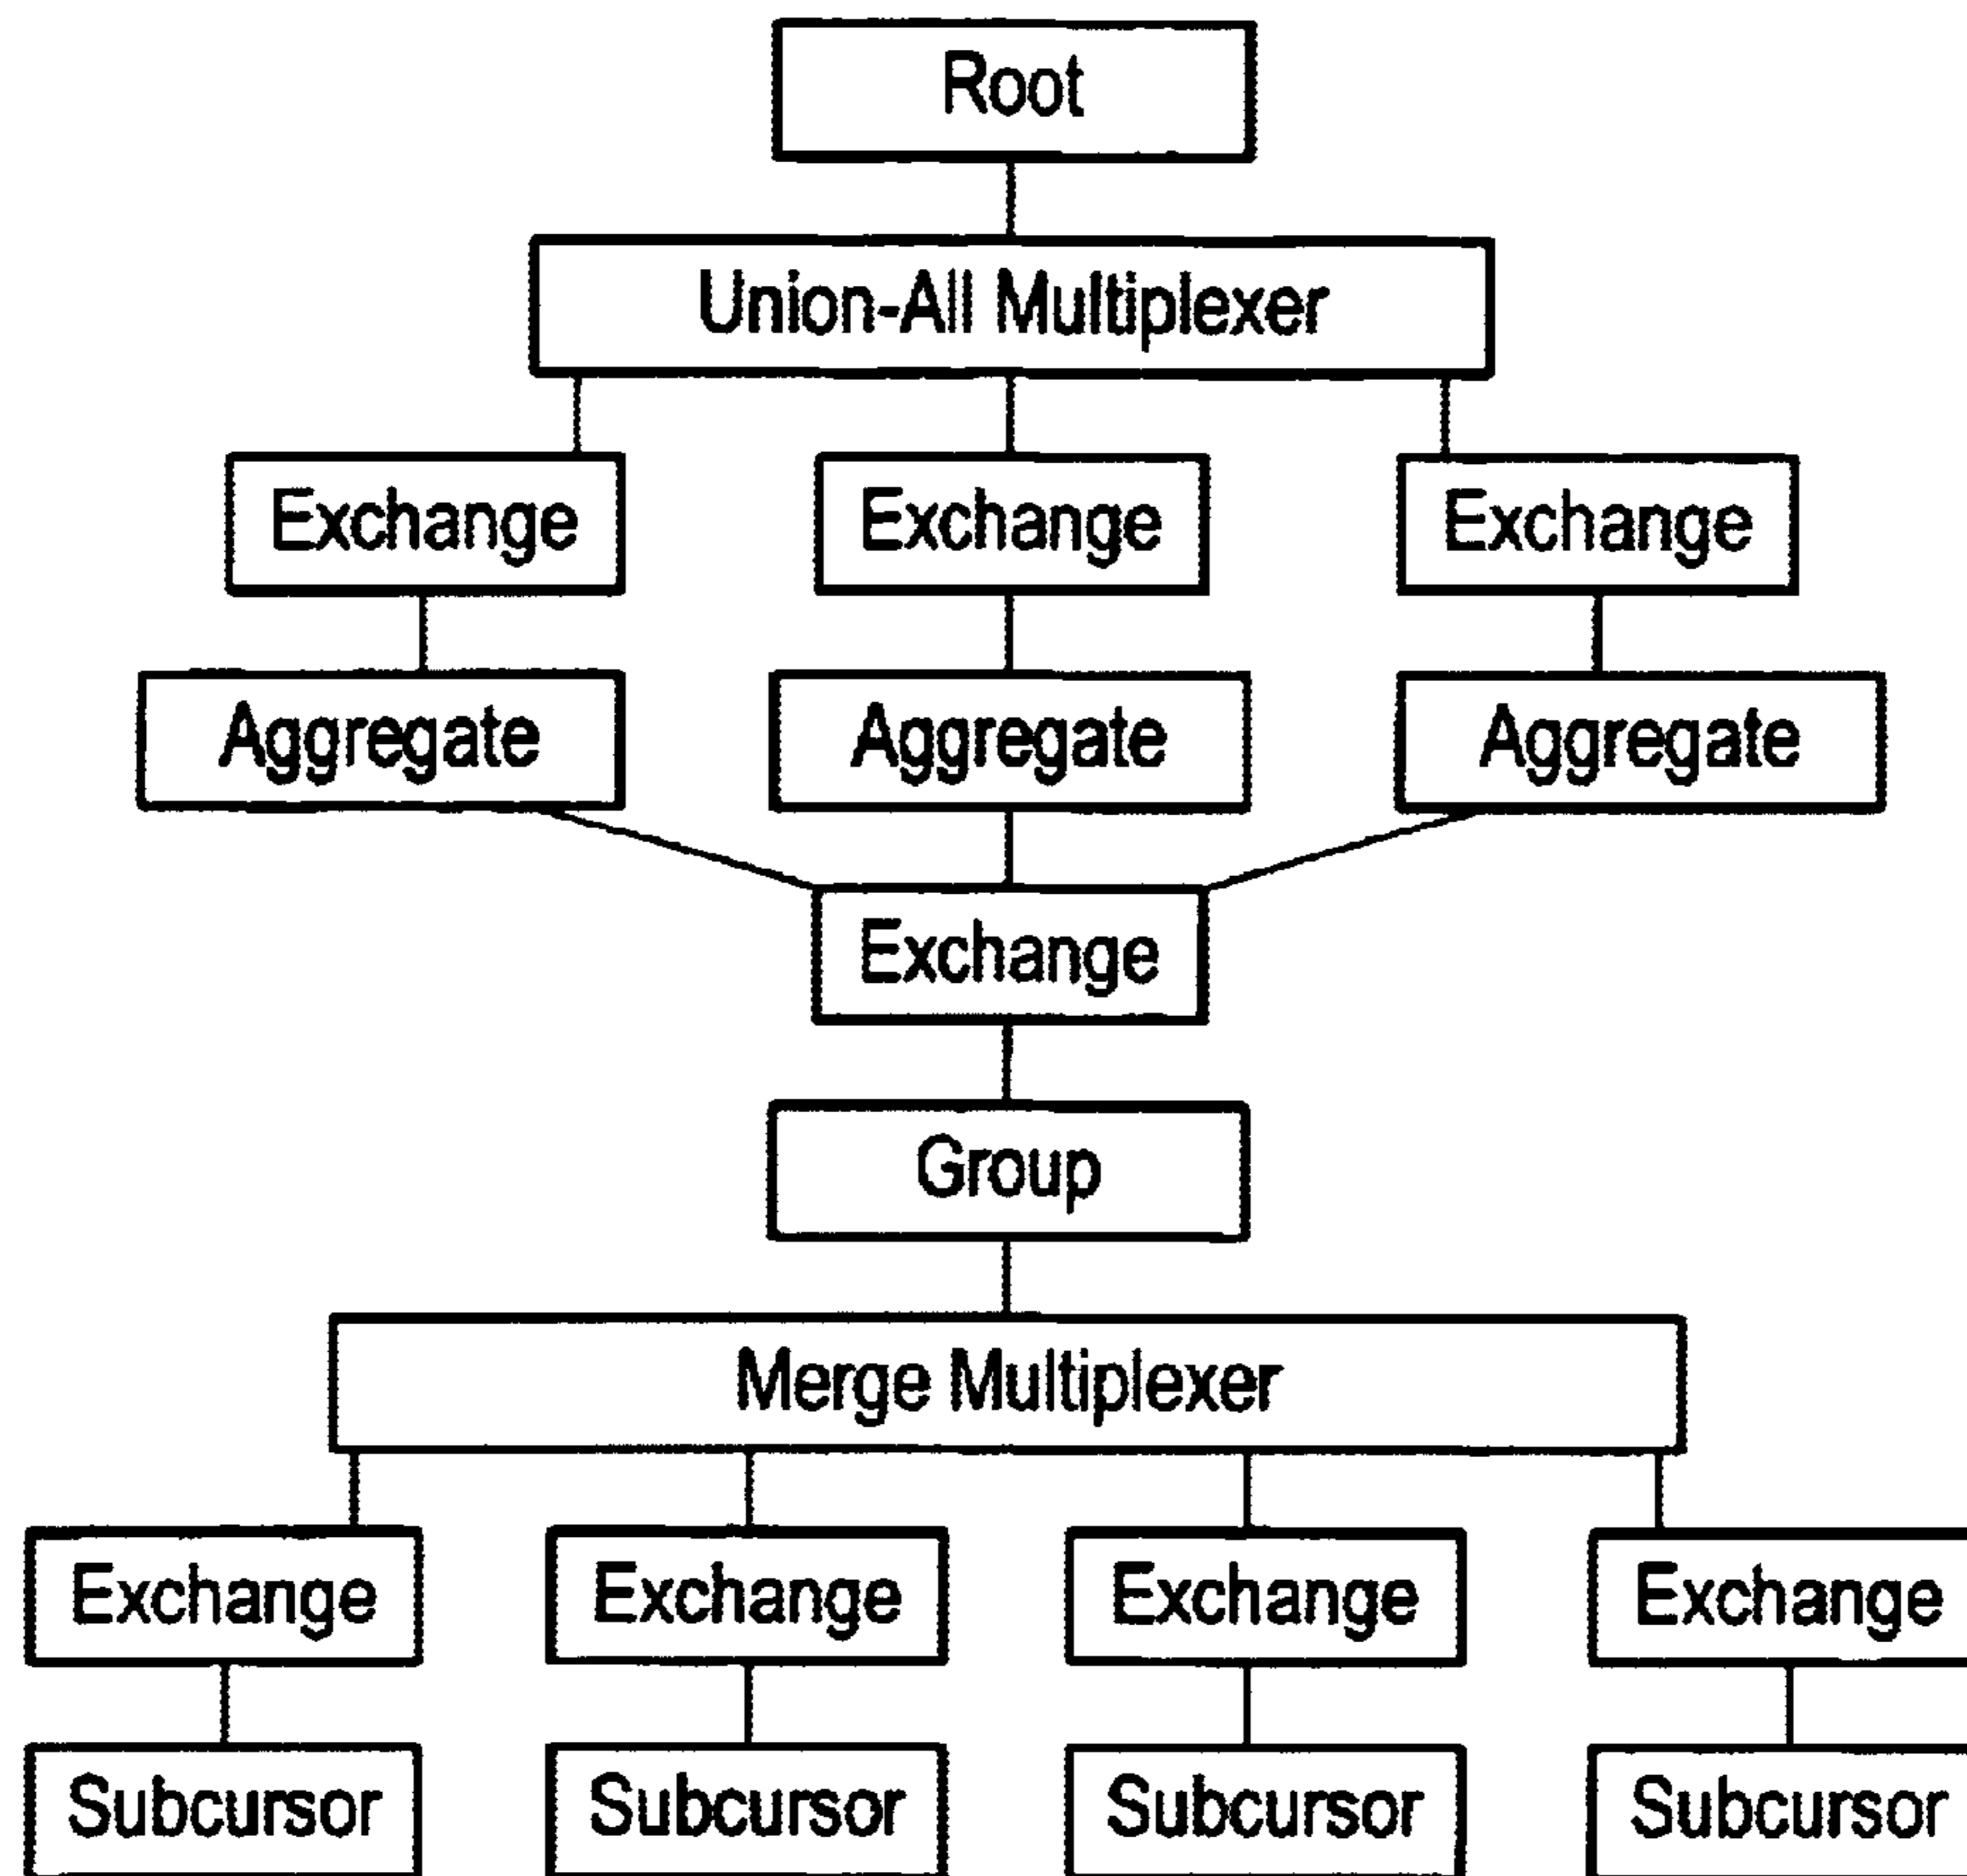 Root
Union-All Multiplexer
Exchange Exchange Exchange
Aggregate Aggregate Aggregate
Exchange
Group
Merge Multiplexer
Exchange Exchange Exchange Exchange
Subcursor Subcursor Subcursor Subcursor